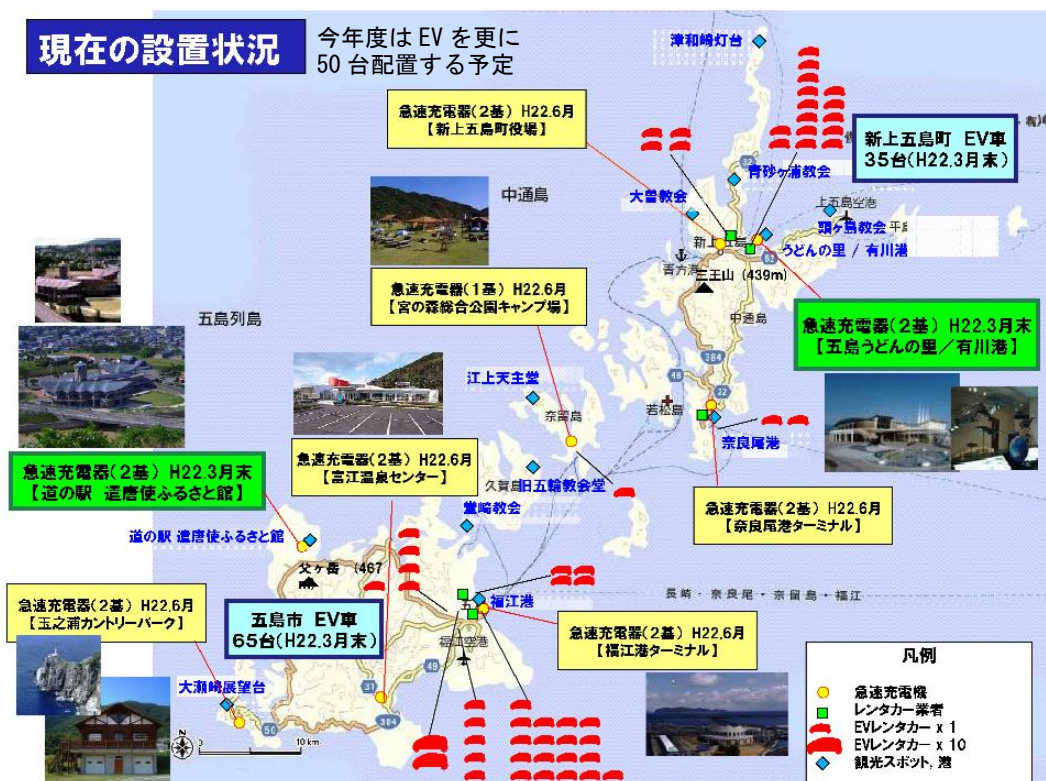 現在の設置状況
今年度は EV を更に
50 台配置する予定
津和崎灯台
急速充電器(2基) H22.6月
【新上五島町役場】
新上五島町 EV車
35台(H22.3月末)
32
青砂ヶ浦教会
中通島
大曽教会
上五島空港
頭ヶ島教会
新上五島
うどんの里 / 有川港
青方港
62
三王山 (439m)
急速充電器(1基) H22.6月
【宮の森総合公園キャンプ場】
五島列島
中通島
急速充電器(2基) H22.3月末
【五島うどんの里/有川港】
384
46
江上天主堂
22
奈留島
若松島
奈良尾港
急速充電器(2基) H22.3月末
【道の駅 遣唐使ふるさと館】
急速充電器(2基) H22.6月
【富江温泉センター】
久賀島
旧五輪教会堂
急速充電器(2基) H22.6月
【奈良尾港ターミナル】
堂崎教会
道の駅 遣唐使ふるさと館
父ヶ岳 (467
長崎・奈良尾・奈留島・福江
急速充電器(2基) H22.6月
【玉之浦カントリーパーク】
五島市 EV車
65台(H22.3月末)
福江港
福江空港
急速充電器(2基) H22.6月
【福江港ターミナル】
49
31
大瀬崎展望台
384
50
N
0
10km
凡例
急速充電機
レンタカー業者
EVレンタカー x 1
EVレンタカー x 10
観光スポット, 港